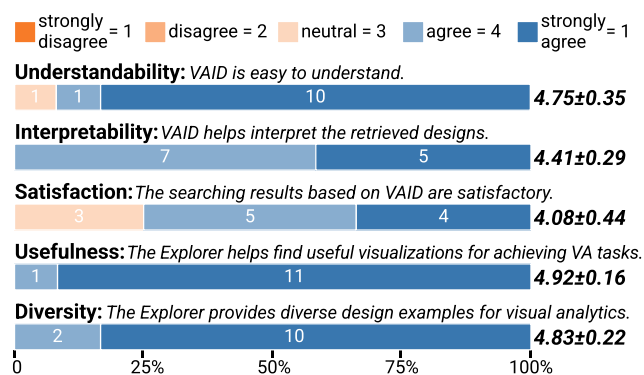 strongly disagree = 1 disagree = 2 neutral = 3 agree = 4 strongly agree = 1
Understandability: VAID is easy to understand.
1 1 10 4.75±0.35
Interpretability: VAID helps interpret the retrieved designs.
7 5 4.41±0.29
Satisfaction: The searching results based on VAID are satisfactory.
3 5 4 4.08±0.44
Usefulness: The Explorer helps find useful visualizations for achieving VA tasks.
1 11 4.92±0.16
Diversity: The Explorer provides diverse design examples for visual analytics.
2 10 4.83±0.22
0 25% 50% 75% 100%